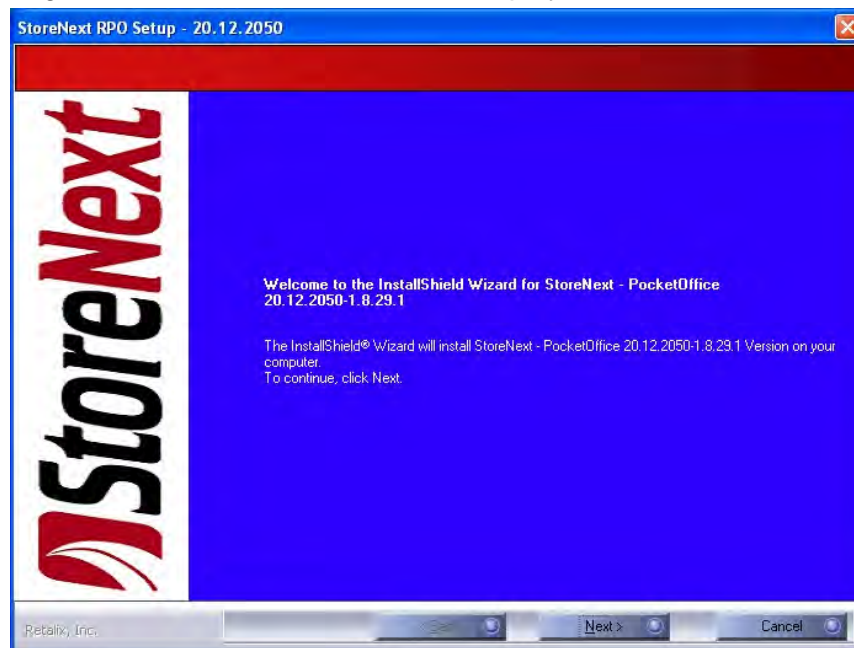 StoreNext RPO Setup - 20.12.2050
StoreNext
Welcome to the InstallShield Wizard for StoreNext - PocketOffice
20.12.2050-1.8.29.1
The InstallShield® Wizard will install StoreNext - PocketOffice 20.12.2050-1.8.29.1 Version on your
computer.
To continue, click Next.
Retalix, Inc.
Next >
Cancel